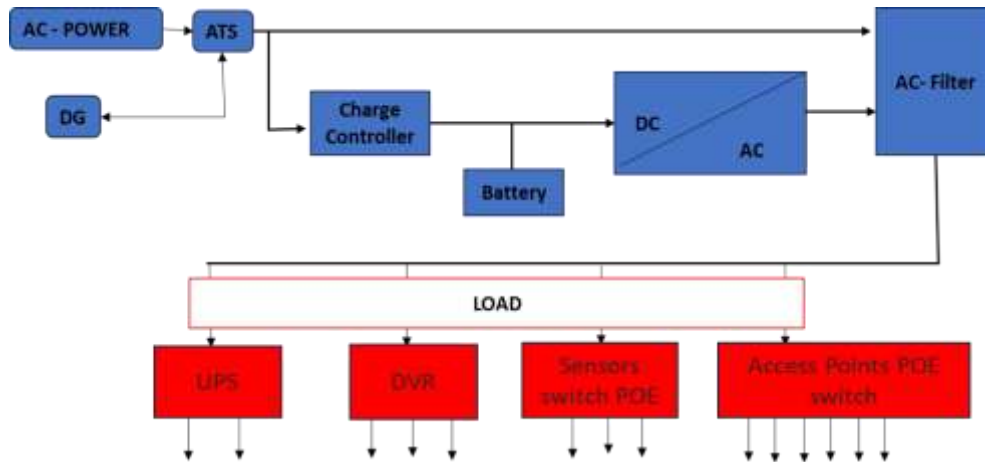 AC - POWER
ATS
DG
Charge
Controller
Battery
DC
AC
AC- Filter
LOAD
UPS
DVR
Sensors
switch POE
Access Points POE
switch